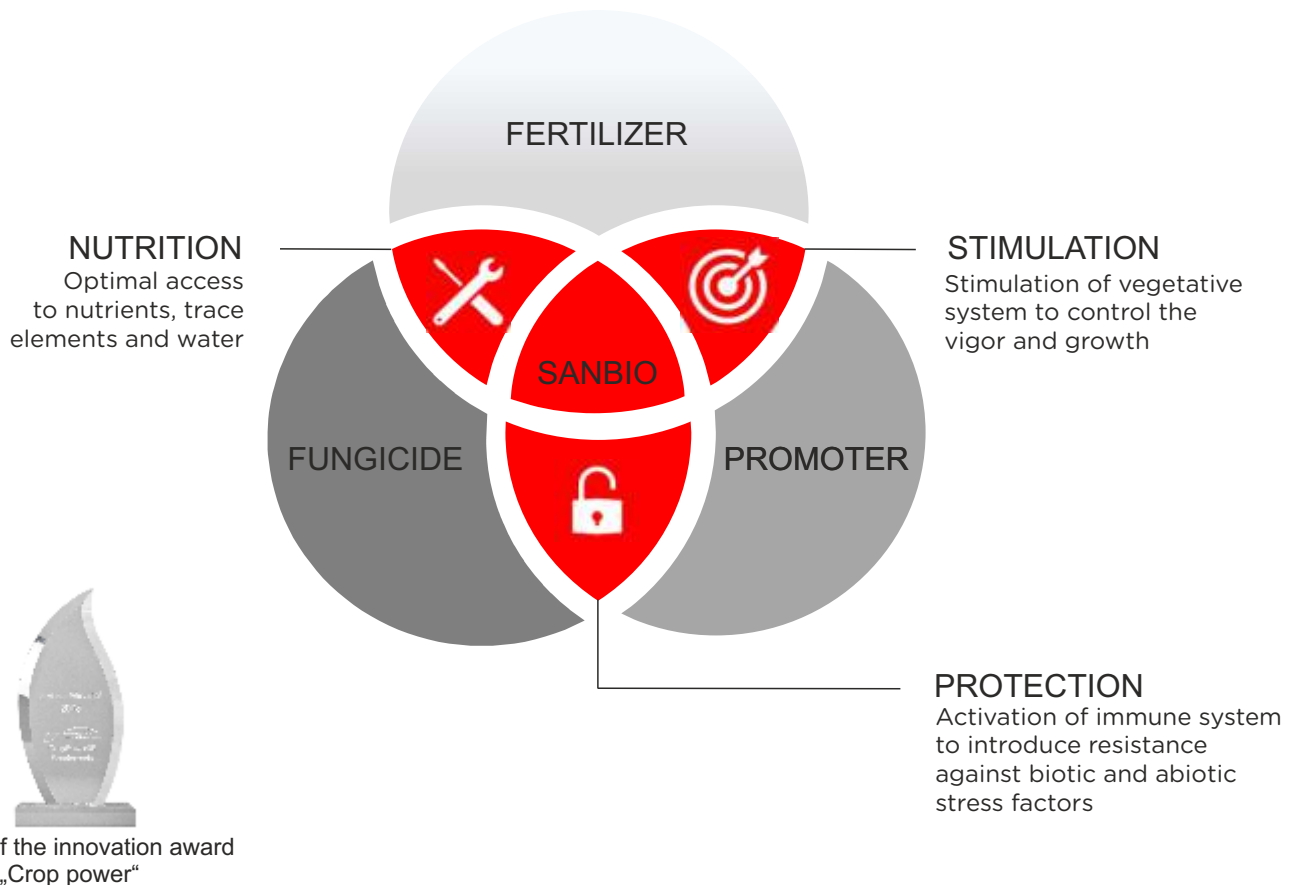 FERTILIZER
NUTRITION
Optimal access
to nutrients, trace
elements and water
STIMULATION
Stimulation of vegetative
system to control the
vigor and growth
SANBIO
FUNGICIDE
PROMOTER
PROTECTION
Activation of immune system
to introduce resistance
against biotic and abiotic
stress factors
f the innovation award
„Crop power“